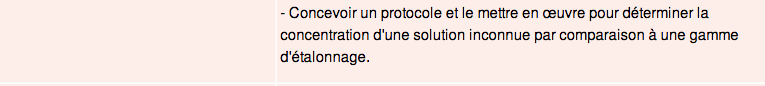 - Concevoir un protocole et le mettre en œuvre pour déterminer la
concentration d'une solution inconnue par comparaison à une gamme
d'étalonnage.